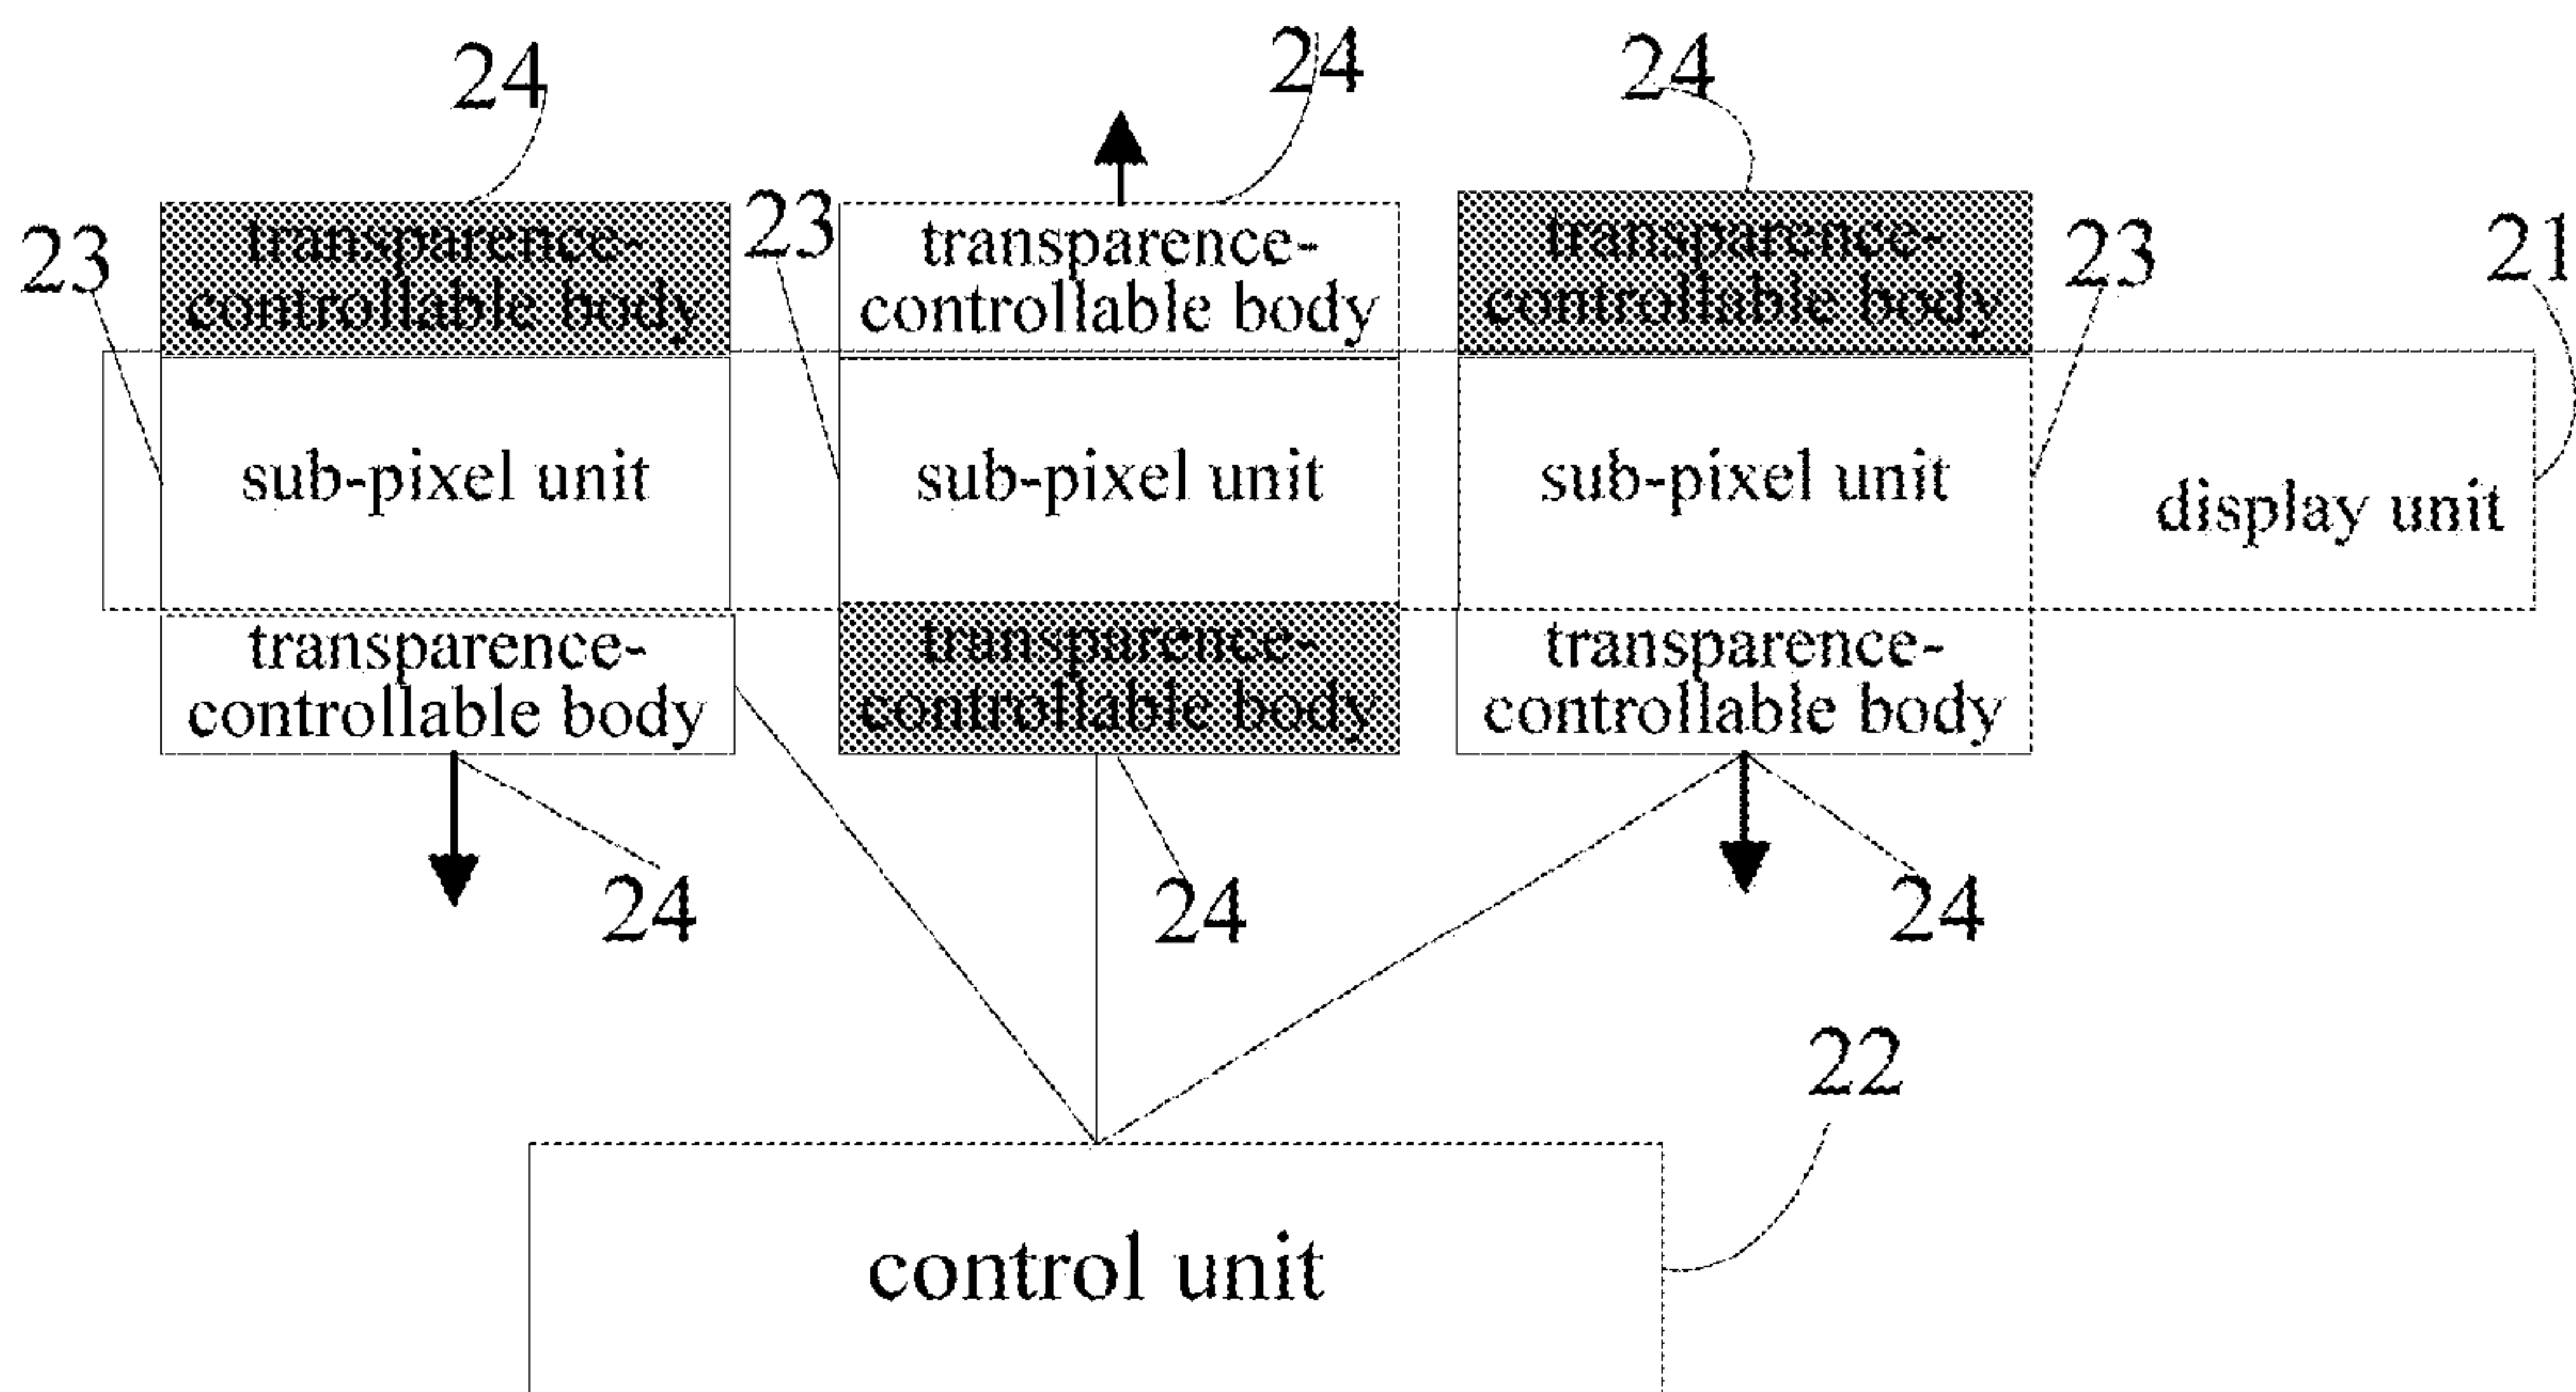 24
24
24
23
transparence-
controllable body
23
transparence-
controllable body
transparence-
controllable body
23
21
sub-pixel unit
sub-pixel unit
sub-pixel unit
display unit
transparence-
controllable body
transparence-
controllable body
transparence-
controllable body
24
24
24
22
control unit